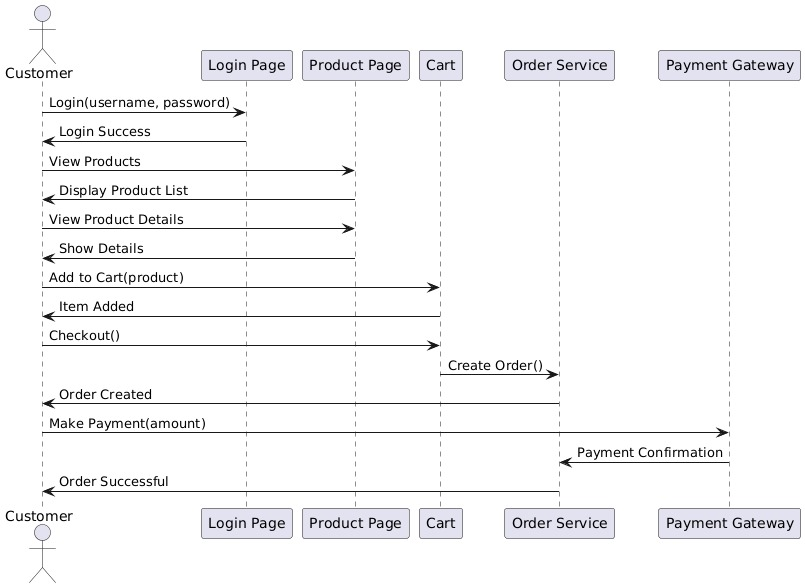 Customer
Login Page
Product Page
Cart
Order Service
Payment Gateway
Login(username, password)
Login Success
View Products
Display Product List
View Product Details
Show Details
Add to Cart(product)
Item Added
Checkout()
Create Order()
Order Created
Make Payment(amount)
Payment Confirmation
Order Successful
Customer
Login Page
Product Page
Cart
Order Service
Payment Gateway